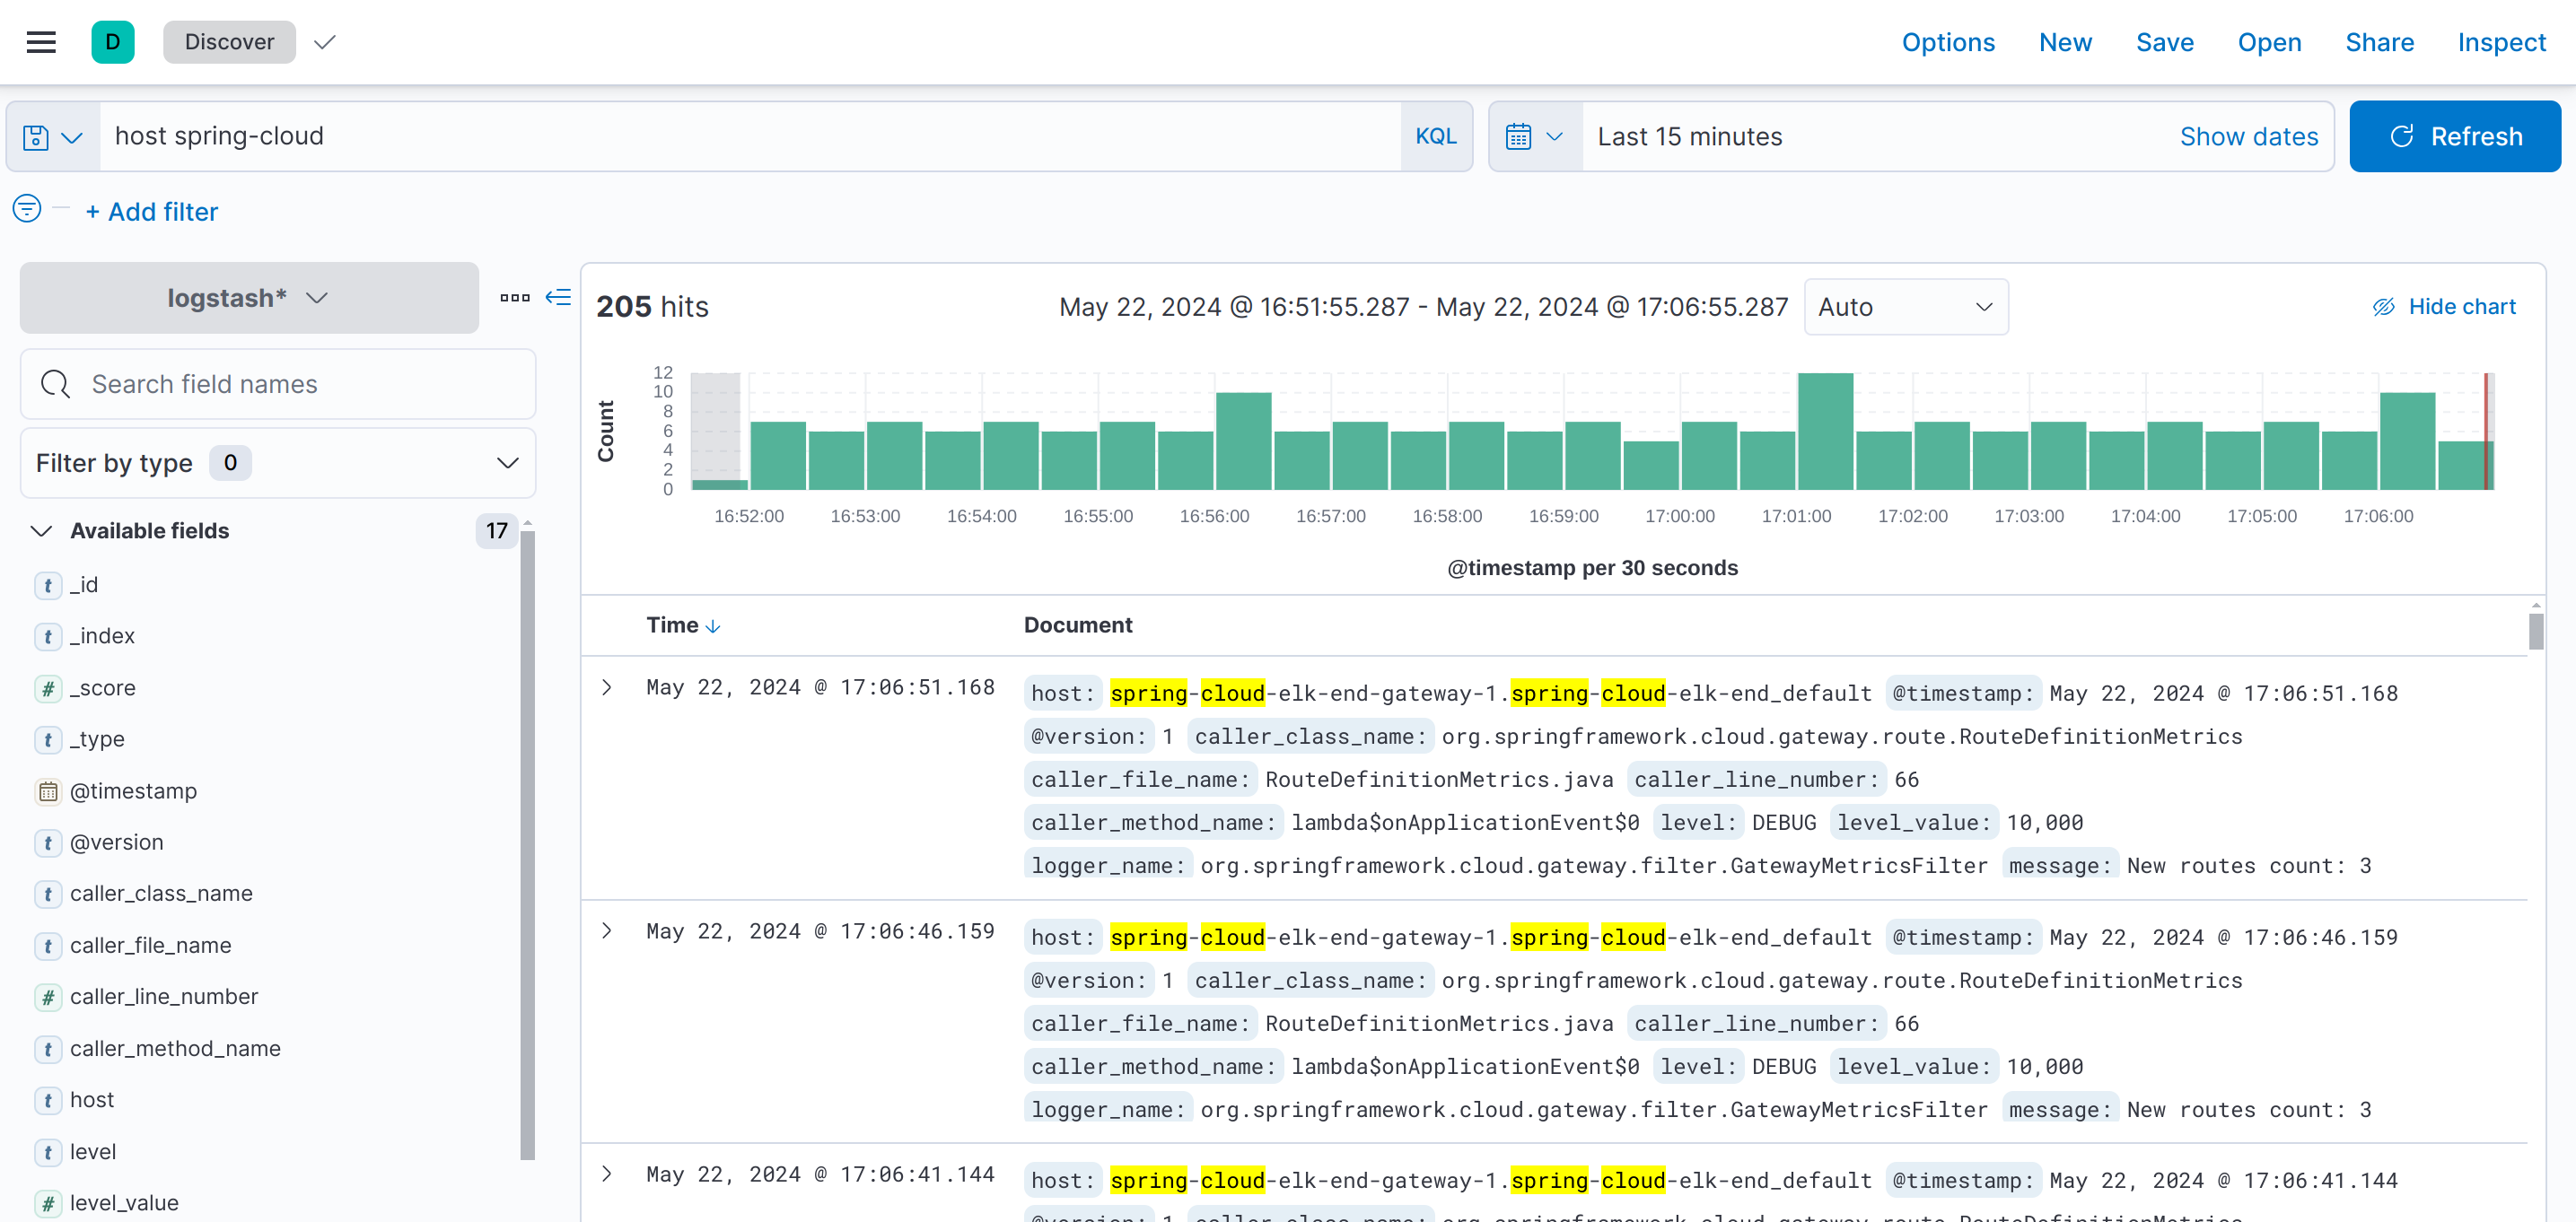 D Discover Options New Save Open Share Inspect
host spring-cloud KQL Last 15 minutes Show dates Refresh
+ Add filter
logstash*
Search field names
Filter by type 0
Available fields 17
t _id
t _index
# _score
t _type
@timestamp
t @version
t caller_class_name
t caller_file_name
# caller_line_number
t caller_method_name
t host
t level
# level_value
205 hits May 22, 2024 @ 16:51:55.287 - May 22, 2024 @ 17:06:55.287 Auto Hide chart
Count
12
10
8
6
4
2
0
16:52:00 16:53:00 16:54:00 16:55:00 16:56:00 16:57:00 16:58:00 16:59:00 17:00:00 17:01:00 17:02:00 17:03:00 17:04:00 17:05:00 17:06:00
@timestamp per 30 seconds
Time Document
May 22, 2024 @ 17:06:51.168 host: spring-cloud-elk-end-gateway-1.spring-cloud-elk-end_default @timestamp: May 22, 2024 @ 17:06:51.168
@version: 1 caller_class_name: org.springframework.cloud.gateway.route.RouteDefinitionMetrics
caller_file_name: RouteDefinitionMetrics.java caller_line_number: 66
caller_method_name: lambda$onApplicationEvent$0 level: DEBUG level_value: 10,000
logger_name: org.springframework.cloud.gateway.filter.GatewayMetricsFilter message: New routes count: 3
May 22, 2024 @ 17:06:46.159 host: spring-cloud-elk-end-gateway-1.spring-cloud-elk-end_default @timestamp: May 22, 2024 @ 17:06:46.159
@version: 1 caller_class_name: org.springframework.cloud.gateway.route.RouteDefinitionMetrics
caller_file_name: RouteDefinitionMetrics.java caller_line_number: 66
caller_method_name: lambda$onApplicationEvent$0 level: DEBUG level_value: 10,000
logger_name: org.springframework.cloud.gateway.filter.GatewayMetricsFilter message: New routes count: 3
May 22, 2024 @ 17:06:41.144 host: spring-cloud-elk-end-gateway-1.spring-cloud-elk-end_default @timestamp: May 22, 2024 @ 17:06:41.144